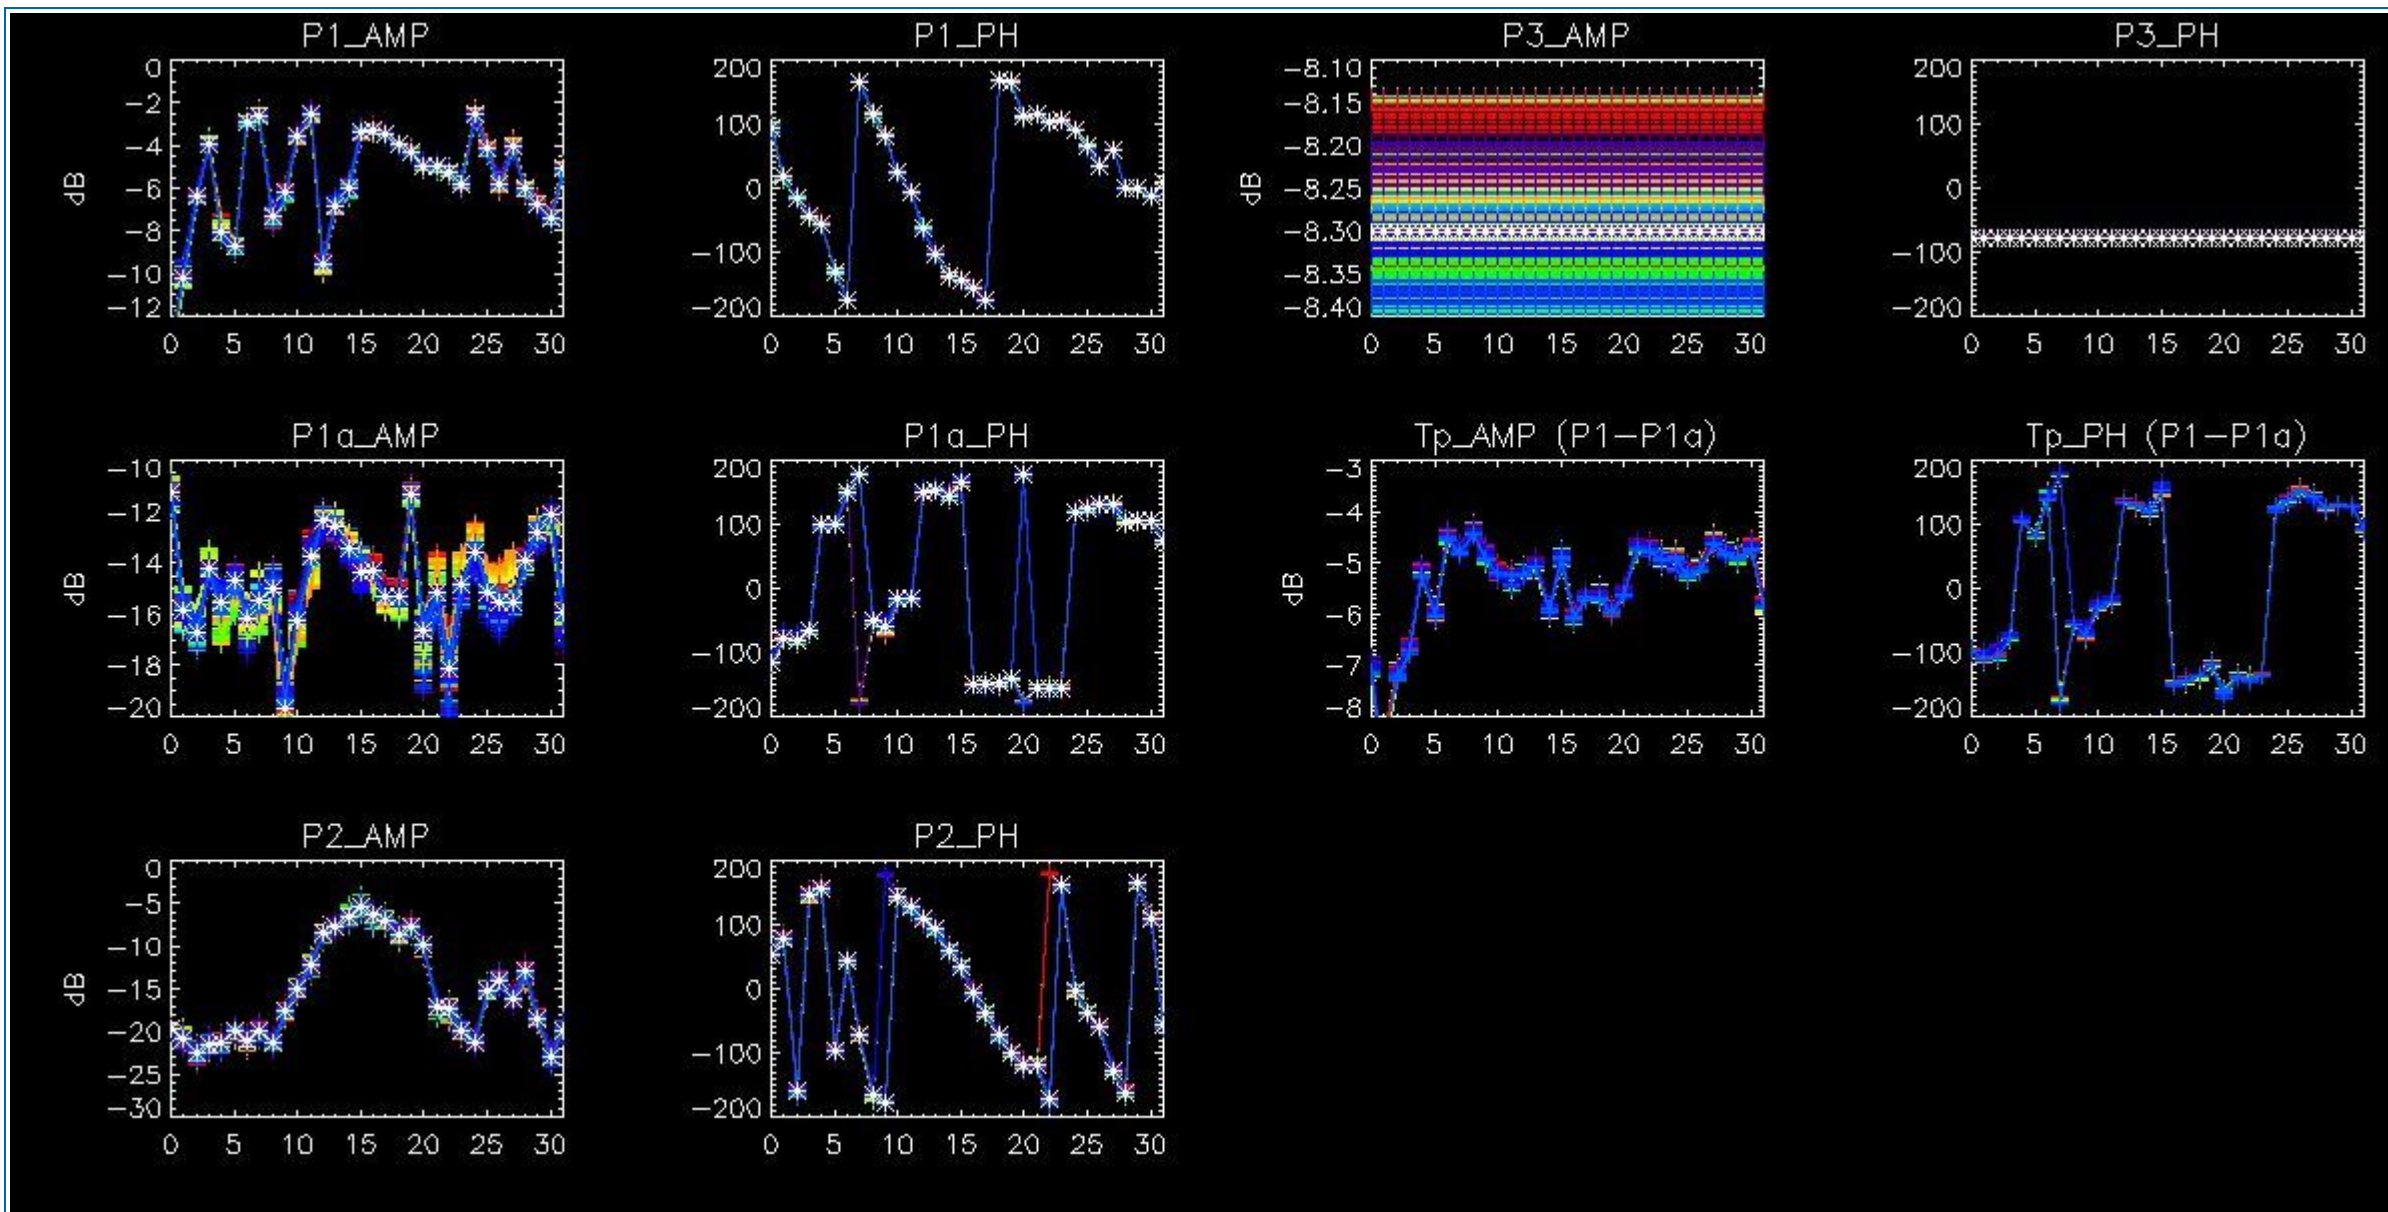 P1_AMP
0
−2
−4
−6
−8
−10
−12
dB
0 5 10 15 20 25 30
P1_PH
200
100
0
−100
−200
0 5 10 15 20 25 30
P3_AMP
−8.10
−8.15
−8.20
−8.25
−8.30
−8.35
−8.40
dB
0 5 10 15 20 25 30
P3_PH
200
100
0
−100
−200
0 5 10 15 20 25 30
P1a_AMP
−10
−12
−14
−16
−18
−20
dB
0 5 10 15 20 25 30
P1a_PH
200
100
0
−100
−200
0 5 10 15 20 25 30
Tp_AMP (P1−P1a)
−3
−4
−5
−6
−7
−8
dB
0 5 10 15 20 25 30
Tp_PH (P1−P1a)
200
100
0
−100
−200
0 5 10 15 20 25 30
P2_AMP
0
−5
−10
−15
−20
−25
−30
dB
0 5 10 15 20 25 30
P2_PH
200
100
0
−100
−200
0 5 10 15 20 25 30